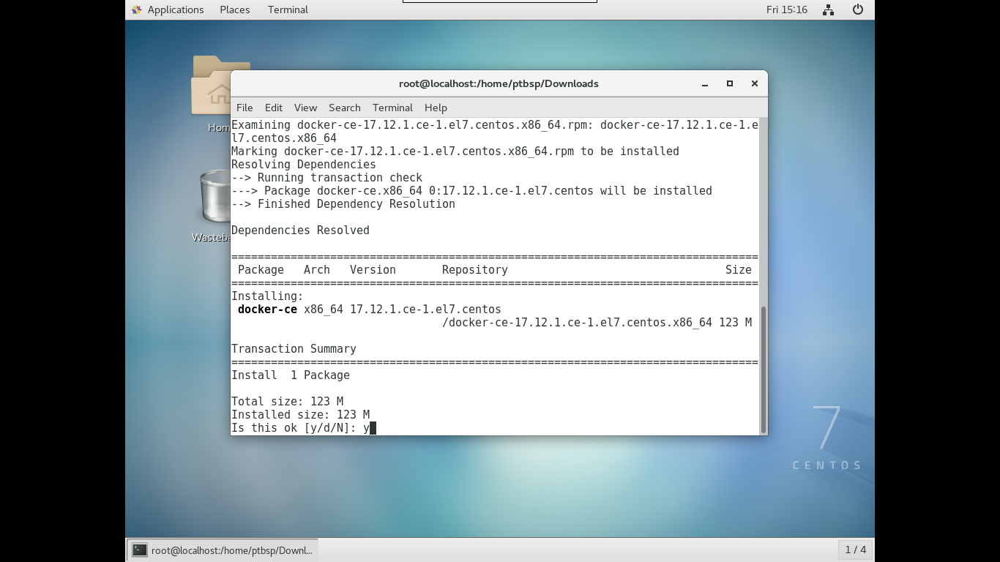 Applications Places Terminal Fri 15:16
Home
Wasteba
root@localhost:/home/ptbsp/Downloads
File Edit View Search Terminal Help
Examining docker-ce-17.12.1.ce-1.el7.centos.x86_64.rpm: docker-ce-17.12.1.ce-1.e
l7.centos.x86_64
Marking docker-ce-17.12.1.ce-1.el7.centos.x86_64.rpm to be installed
Resolving Dependencies
--> Running transaction check
---> Package docker-ce.x86_64 0:17.12.1.ce-1.el7.centos will be installed
--> Finished Dependency Resolution
Dependencies Resolved
================================================================================
Package Arch Version Repository Size
================================================================================
Installing:
docker-ce x86_64 17.12.1.ce-1.el7.centos
/docker-ce-17.12.1.ce-1.el7.centos.x86_64 123 M
Transaction Summary
================================================================================
Install 1 Package
Total size: 123 M
Installed size: 123 M
Is this ok [y/d/N]: y
7
CENTOS
root@localhost:/home/ptbsp/Downl...
1 / 4